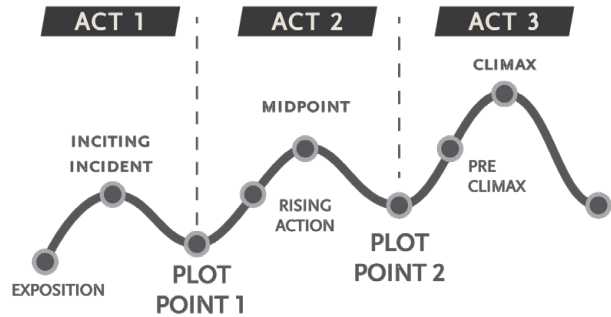 ACT 1
ACT 2
ACT 3
CLIMAX
MIDPOINT
INCITING
INCIDENT
PRE
CLIMAX
RISING
ACTION
PLOT
POINT 2
PLOT
POINT 1
EXPOSITION